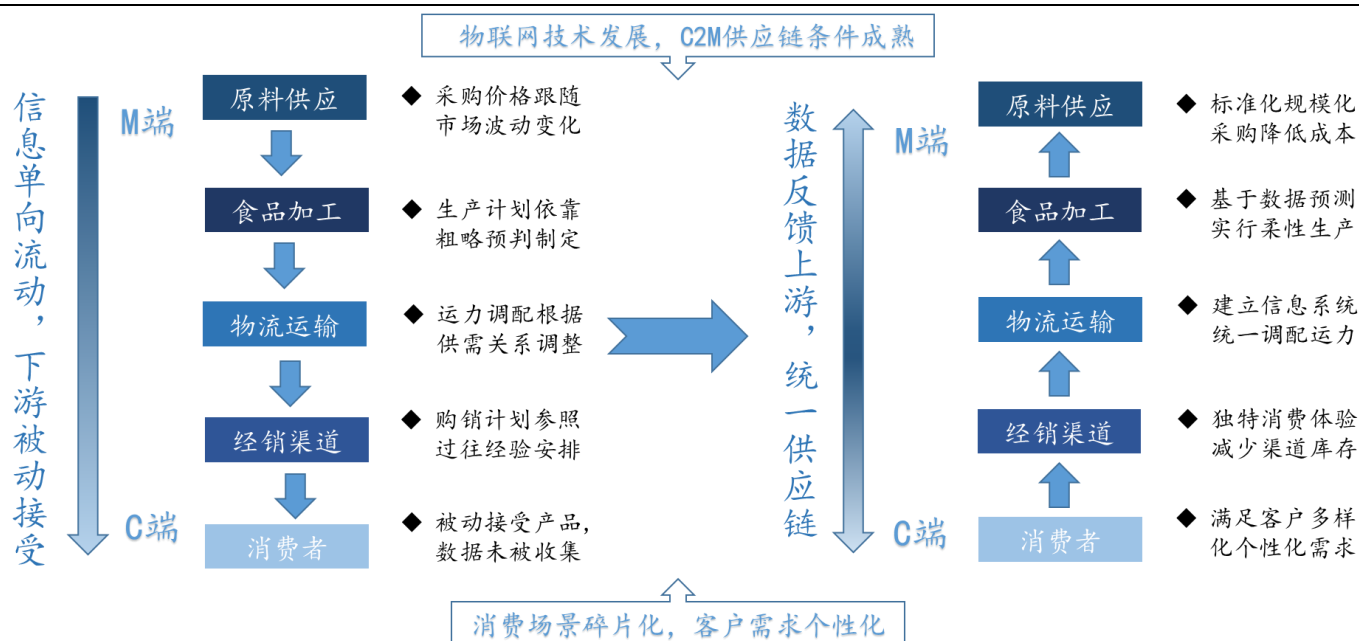 物联网技术发展，C2M供应链条件成熟
信息单向流动，下游被动接受
M端
原料供应
◆ 采购价格跟随
市场波动变化
食品加工
◆ 生产计划依靠
粗略预判制定
物流运输
◆ 运力调配根据
供需关系调整
经销渠道
◆ 购销计划参照
过往经验安排
C端
消费者
◆ 被动接受产品，
数据未被收集
数据反馈上游，统一供应链
M端
原料供应
◆ 标准化规模化
采购降低成本
食品加工
◆ 基于数据预测
实行柔性生产
物流运输
◆ 建立信息系统
统一调配运力
经销渠道
◆ 独特消费体验
减少渠道库存
C端
消费者
◆ 满足客户多样
化个性化需求
消费场景碎片化，客户需求个性化